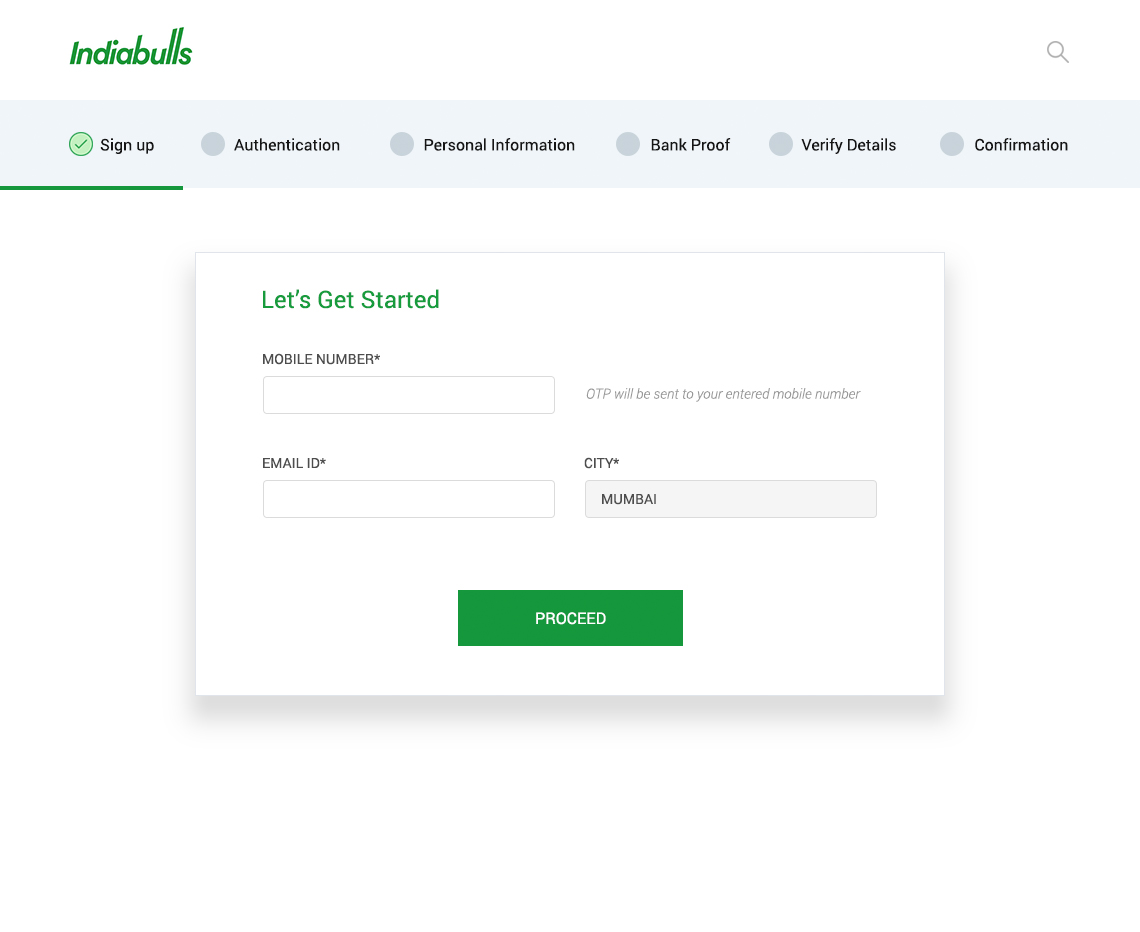 Indiabulls
Sign up Authentication Personal Information Bank Proof Verify Details Confirmation
Let’s Get Started
MOBILE NUMBER*
OTP will be sent to your entered mobile number
EMAIL ID* CITY*
MUMBAI
PROCEED